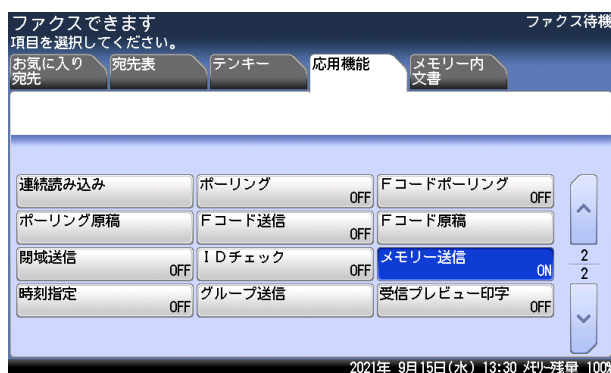 ファクスできます
ファクス待機
項目を選択してください。
お気に入り
宛先
宛先表
テンキー
応用機能
メモリー内
文書
連続読み込み
ポーリング
OFF
Fコードポーリング
OFF
ポーリング原稿
Fコード送信
OFF
Fコード原稿
閉域送信
OFF
IDチェック
OFF
メモリー送信
ON
2
2
時刻指定
OFF
グループ送信
受信プレビュー印字
OFF
2021年 9月15日(水) 13:30 メモリー残量 100%